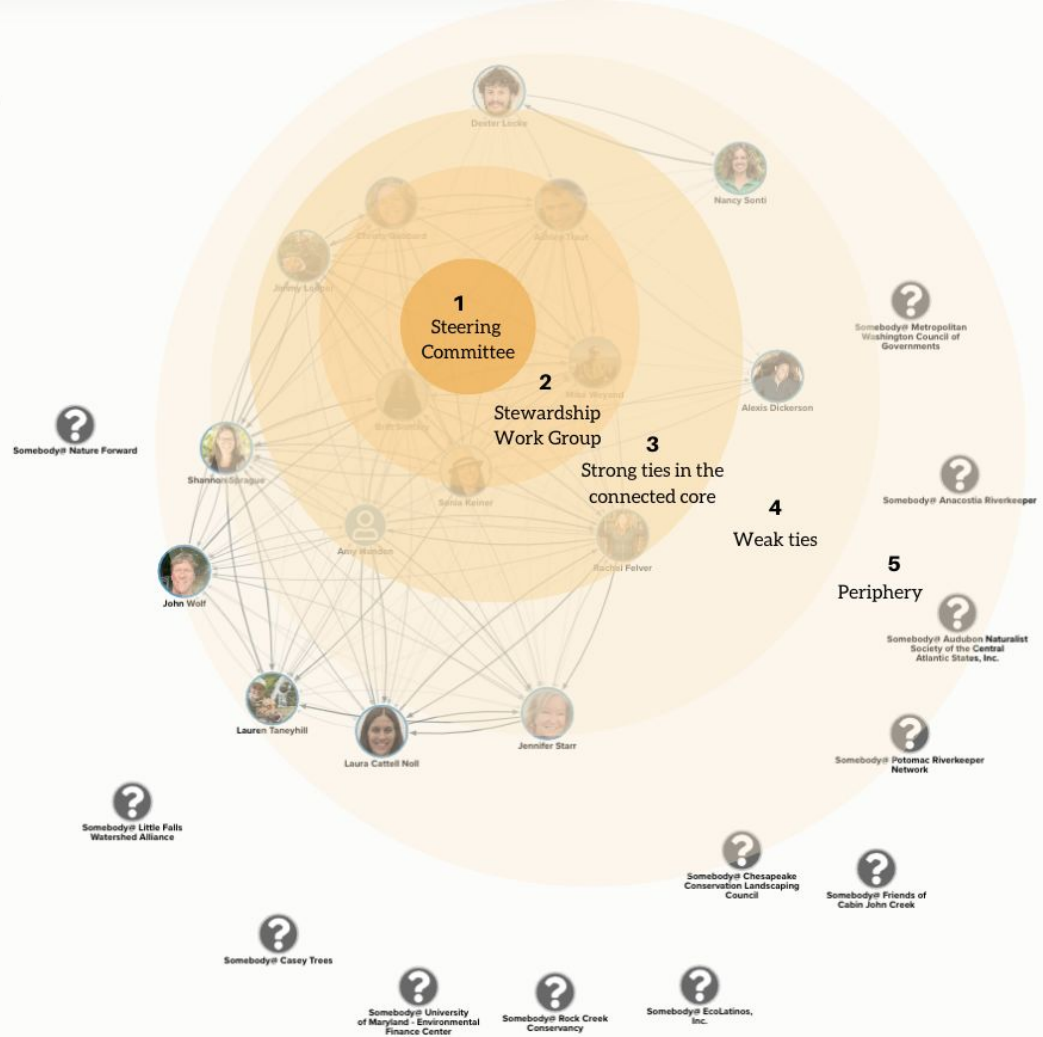 Dexter Locke
Nancy Sonti
1
Steering
Committee
Somebody@ Metropolitan
Washington Council of
Governments
2
Stewardship
Work Group
Alexis Dickerson
Somebody@ Nature Forward
3
Strong ties in the
connected core
Shannon Sprague
Sonia Keiner
Somebody@ Anacostia Riverkeeper
4
Weak ties
Rachel Felver
5
Periphery
John Wolf
Somebody@ Audubon Naturalist
Society of the Central
Atlantic States, Inc.
Lauren Taneyhill
Jennifer Starr
Laura Cattell Noll
Somebody@ Potomac Riverkeeper
Network
Somebody@ Little Falls
Watershed Alliance
Somebody@ Chesapeake
Conservation Landscaping
Council
Somebody@ Friends of
Cabin John Creek
Somebody@ Casey Trees
Somebody@ University
of Maryland - Environmental
Finance Center
Somebody@ Rock Creek
Conservancy
Somebody@ EcoLatinos,
Inc.